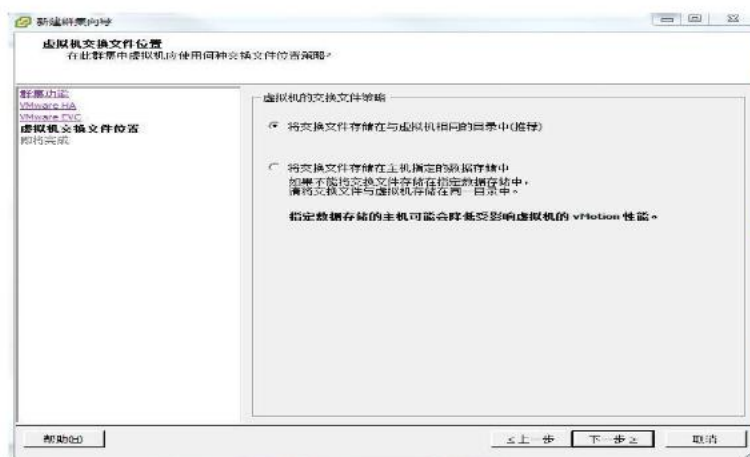 新建群集向导
虚拟机交换文件位置
在此群集中虚拟机应使用何种交换文件位置策略?
群集功能
VMware HA
VMware EVC
虚拟机交换文件位置
即将完成
虚拟机的交换文件策略
将交换文件存储在与虚拟机相同的目录中(推荐)
将交换文件存储在主机指定的数据存储中
如果不能将交换文件存储在指定数据存储中,
请将交换文件与虚拟机存储在同一目录中。
指定数据存储的主机可能会降低受影响虚拟机的 vMotion 性能。
帮助(H)
≤上一步
下一步≥
取消